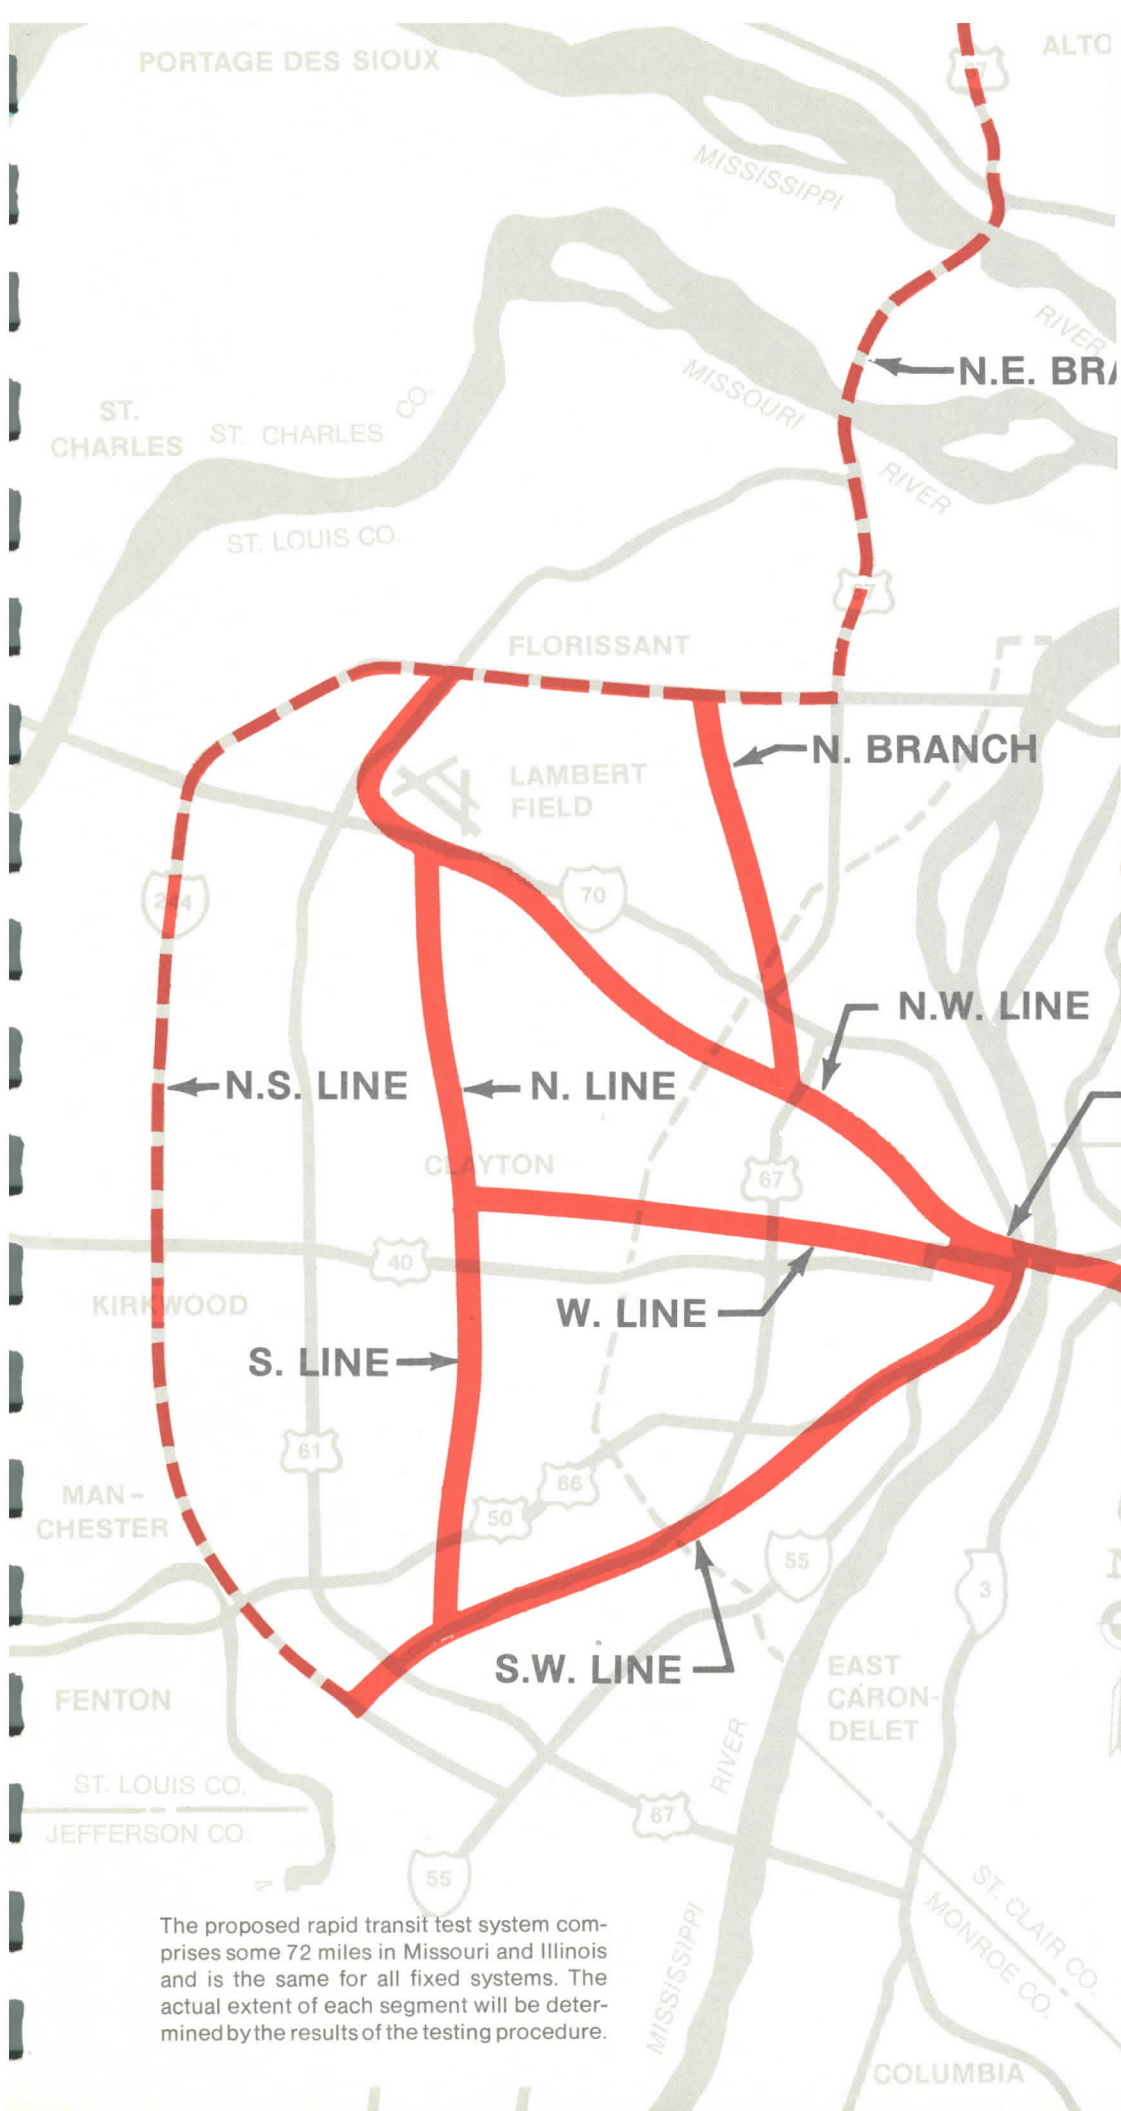 PORTAGE DES SIOUX
67
MISSISSIPPI
RIVER
N.E.
MISSOURI
RIVER
ST.
CHARLES
ST. CHARLES CO.
ST. LOUIS CO.
67
FLORISSANT
N. BRANCH
LAMBERT
FIELD
244
70
N.W. LINE
N.S. LINE
N. LINE
CLAYTON
67
40
KIRKWOOD
W. LINE
S. LINE
61
66
50
MAN-
CHESTER
55
3
S.W. LINE
EAST
CARON-
DELET
FENTON
RIVER
ST. LOUIS CO.
JEFFERSON CO.
67
55
ST. CLAIR CO.
MONROE CO.
MISSISSIPPI
COLUMBIA
The proposed rapid transit test system com-
prises some 72 miles in Missouri and Illinois
and is the same for all fixed systems. The
actual extent of each segment will be deter-
mined by the results of the testing procedure.